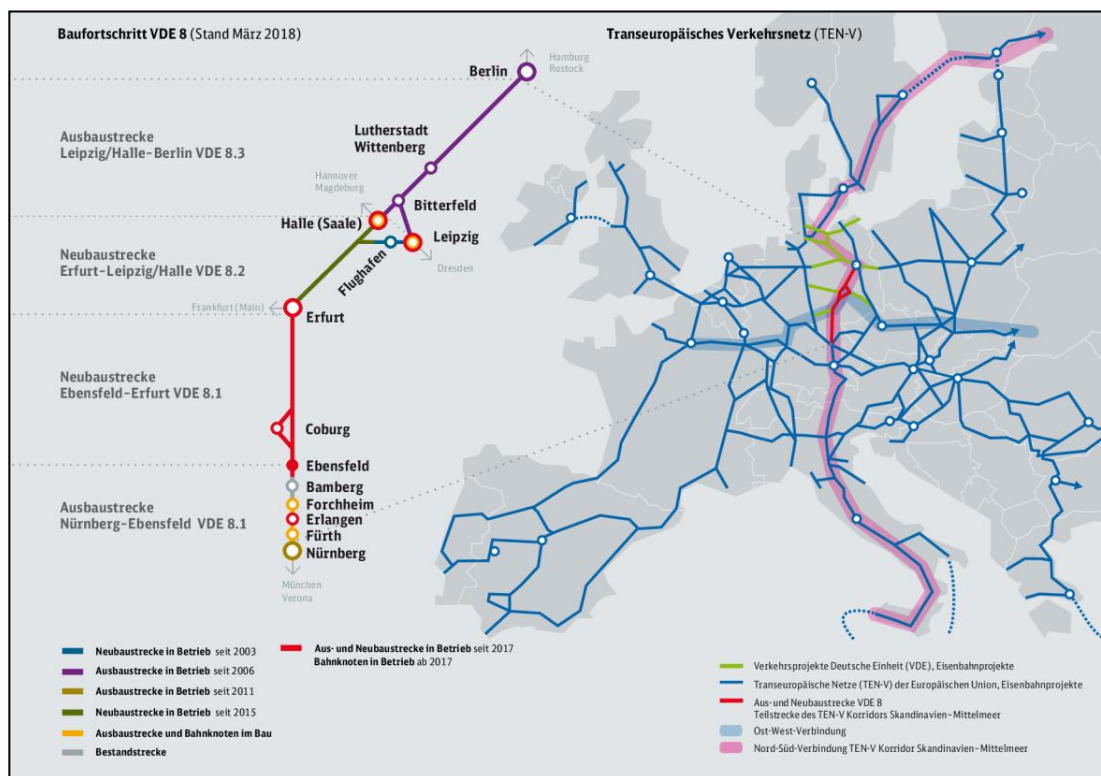 Baufortschritt VDE 8 (Stand März 2018)
Transeuropäisches Verkehrsnetz (TEN-V)
Hamburg
Rostock
Berlin
Ausbaustrecke
Leipzig/Halle–Berlin VDE 8.3
Lutherstadt
Wittenberg
Hannover
Magdeburg
Bitterfeld
Halle (Saale)
Leipzig
Neubaustrecke
Erfurt–Leipzig/Halle VDE 8.2
Flughafen
Dresden
Frankfurt (Main)
Erfurt
Neubaustrecke
Ebensfeld–Erfurt VDE 8.1
Coburg
Ebensfeld
Bamberg
Forchheim
Ausbaustrecke
Nürnberg–Ebensfeld VDE 8.1
Erlangen
Fürth
Nürnberg
München
Verona
Neubaustrecke in Betrieb seit 2003
Ausbaustrecke in Betrieb seit 2006
Ausbaustrecke in Betrieb seit 2011
Neubaustrecke in Betrieb seit 2015
Ausbaustrecke und Bahnknoten im Bau
Bestandstrecke
Aus- und Neubaustrecke in Betrieb seit 2017
Bahnknoten in Betrieb ab 2017
Verkehrsprojekte Deutsche Einheit (VDE), Eisenbahnprojekte
Transeuropäische Netze (TEN-V) der Europäischen Union, Eisenbahnprojekte
Aus- und Neubaustrecke VDE 8
Teilstrecke des TEN-V Korridors Skandinavien – Mittelmeer
Ost-West-Verbindung
Nord-Süd-Verbindung TEN-V Korridor Skandinavien – Mittelmeer